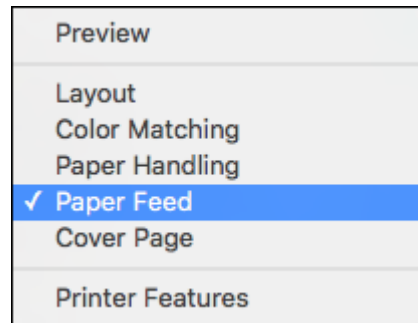 Preview
Layout
Color Matching
Paper Handling
✓ Paper Feed
Cover Page
Printer Features